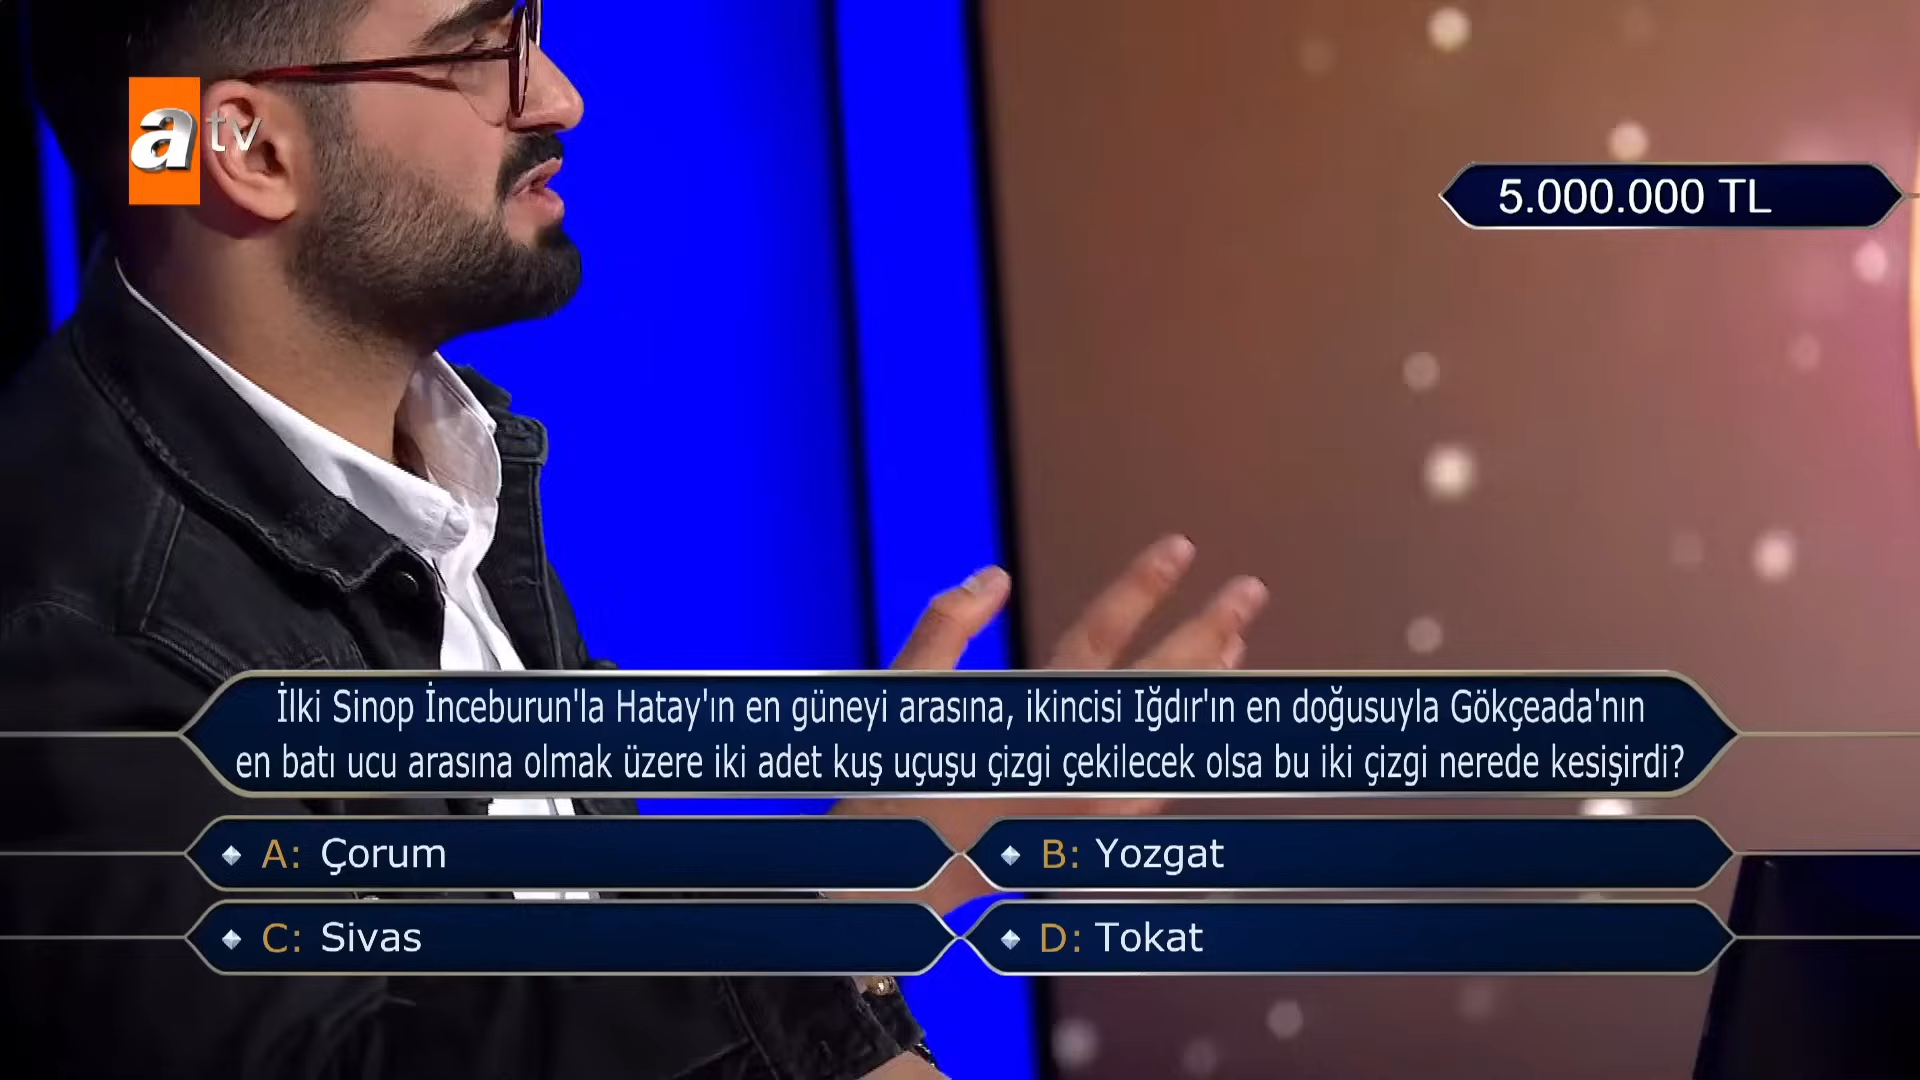 atv
5.000.000 TL
İlki Sinop İnceburun'la Hatay'ın en güneyi arasına, ikincisi Iğdır'ın en doğusuyla Gökçeada'nın
en batı ucu arasına olmak üzere iki adet kuş uçuşu çizgi çekilecek olsa bu iki çizgi nerede kesişirdi?
A: Çorum
B: Yozgat
C: Sivas
D: Tokat